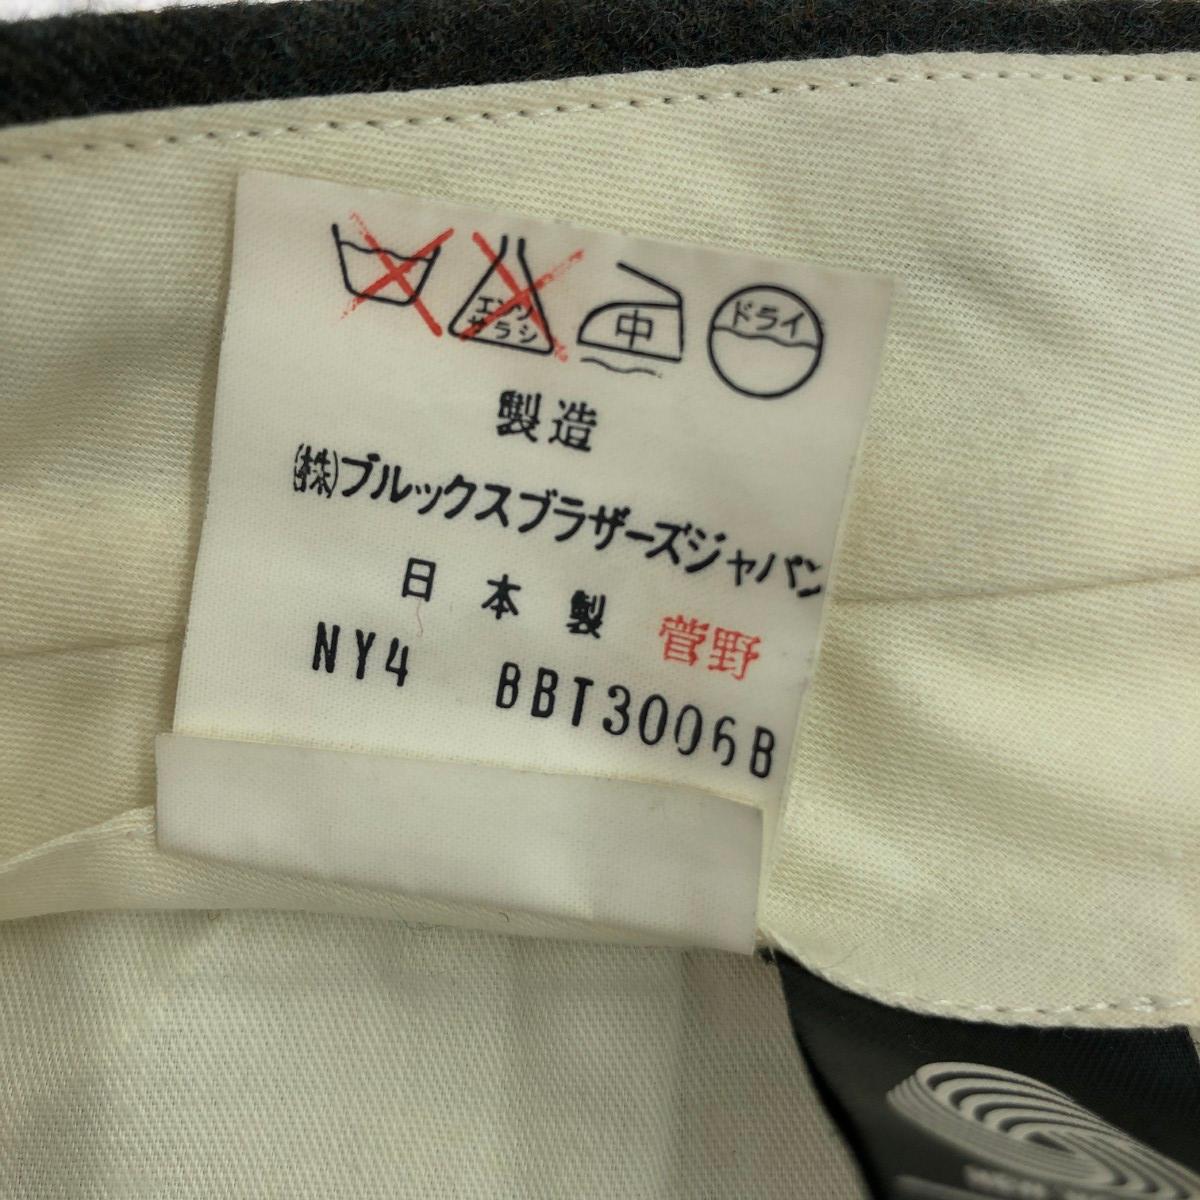 エンソ
サラシ
中
ドライ
製造
㈱ブルックスブラザーズジャパン
日本製 菅野
NY4 BBT3006B